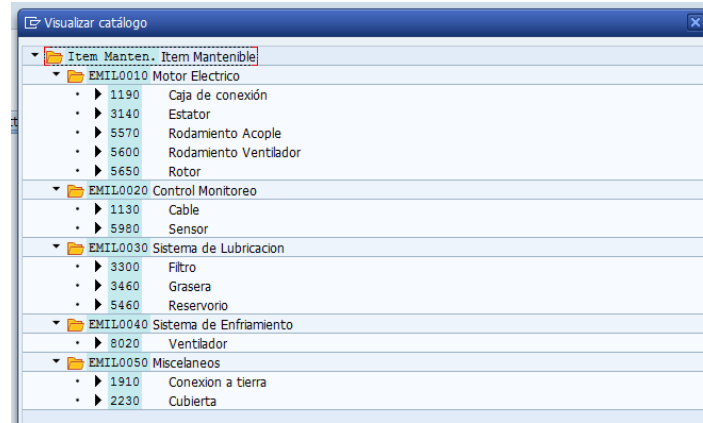 Visualizar catálogo
Item Manten. Item Mantenible
EMIL0010 Motor Electrico
1190 Caja de conexión
3140 Estator
5570 Rodamiento Acople
5600 Rodamiento Ventilador
5650 Rotor
EMIL0020 Control Monitoreo
1130 Cable
5980 Sensor
EMIL0030 Sistema de Lubricacion
3300 Filtro
3460 Grasera
5460 Reservorio
EMIL0040 Sistema de Enfriamiento
8020 Ventilador
EMIL0050 Miscelaneos
1910 Conexion a tierra
2230 Cubierta